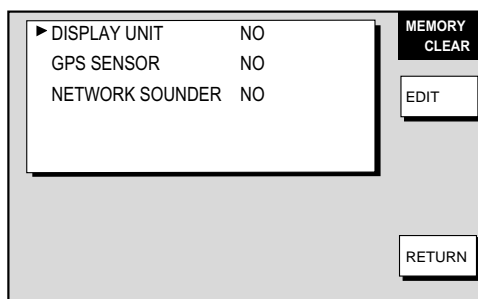 ▶ DISPLAY UNIT NO
GPS SENSOR NO
NETWORK SOUNDER NO
MEMORY
CLEAR
EDIT
RETURN